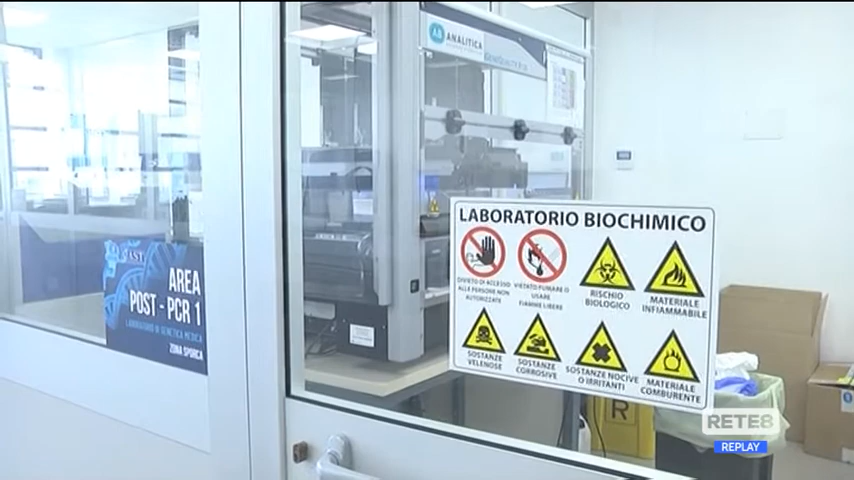 ANALITICA
LABORATORIO BIOCHIMICO
DIVIETO DI ACCESSO
ALLE PERSONE NON
AUTORIZZATE
VIETATO FUMARE O
USARE
FIAMME LIBERE
RISCHIO
BIOLOGICO
MATERIALE
INFIAMMABILE
SOSTANZE
VELENOSE
SOSTANZE
CORROSIVE
SOSTANZE NOCIVE
O IRRITANTI
MATERIALE
COMBURENTE
AREA
POST - PCR 1
LABORATORIO DI GENETICA MEDICA
ZONA SPORCA
R
RETE8
REPLAY